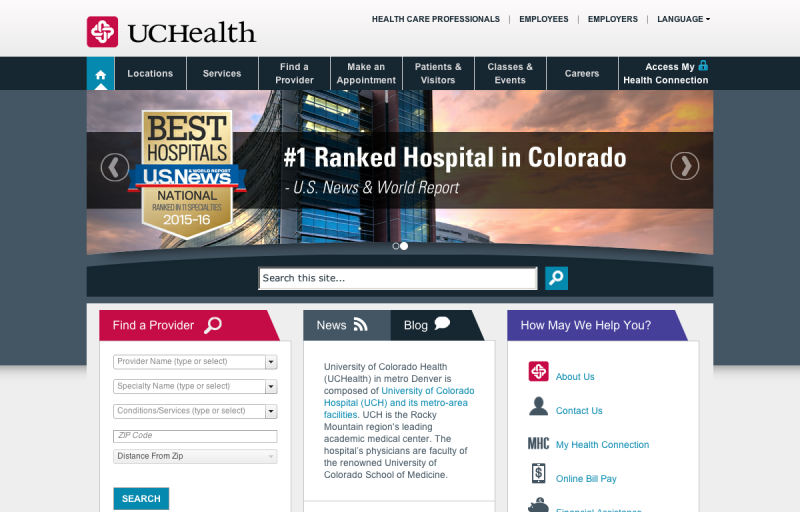 HEALTH CARE PROFESSIONALS | EMPLOYEES | EMPLOYERS | LANGUAGE
UCHealth
Locations
Services
Find a
Provider
Make an
Appointment
Patients &
Visitors
Classes &
Events
Careers
Access My
Health Connection
BEST
HOSPITALS
U.S.News
& WORLD REPORT
NATIONAL
RANKED IN 11 SPECIALTIES
2015-16
#1 Ranked Hospital in Colorado
- U.S. News & World Report
Search this site...
Find a Provider
Provider Name (type or select)
Specialty Name (type or select)
Conditions/Services (type or select)
ZIP Code
Distance From Zip
SEARCH
News
Blog
University of Colorado Health
(UCHealth) in metro Denver is
composed of University of Colorado
Hospital (UCH) and its metro-area
facilities. UCH is the Rocky
Mountain region's leading
academic medical center. The
hospital's physicians are faculty of
the renowned University of
Colorado School of Medicine.
How May We Help You?
About Us
Contact Us
MHC My Health Connection
Online Bill Pay
Financial Assistance